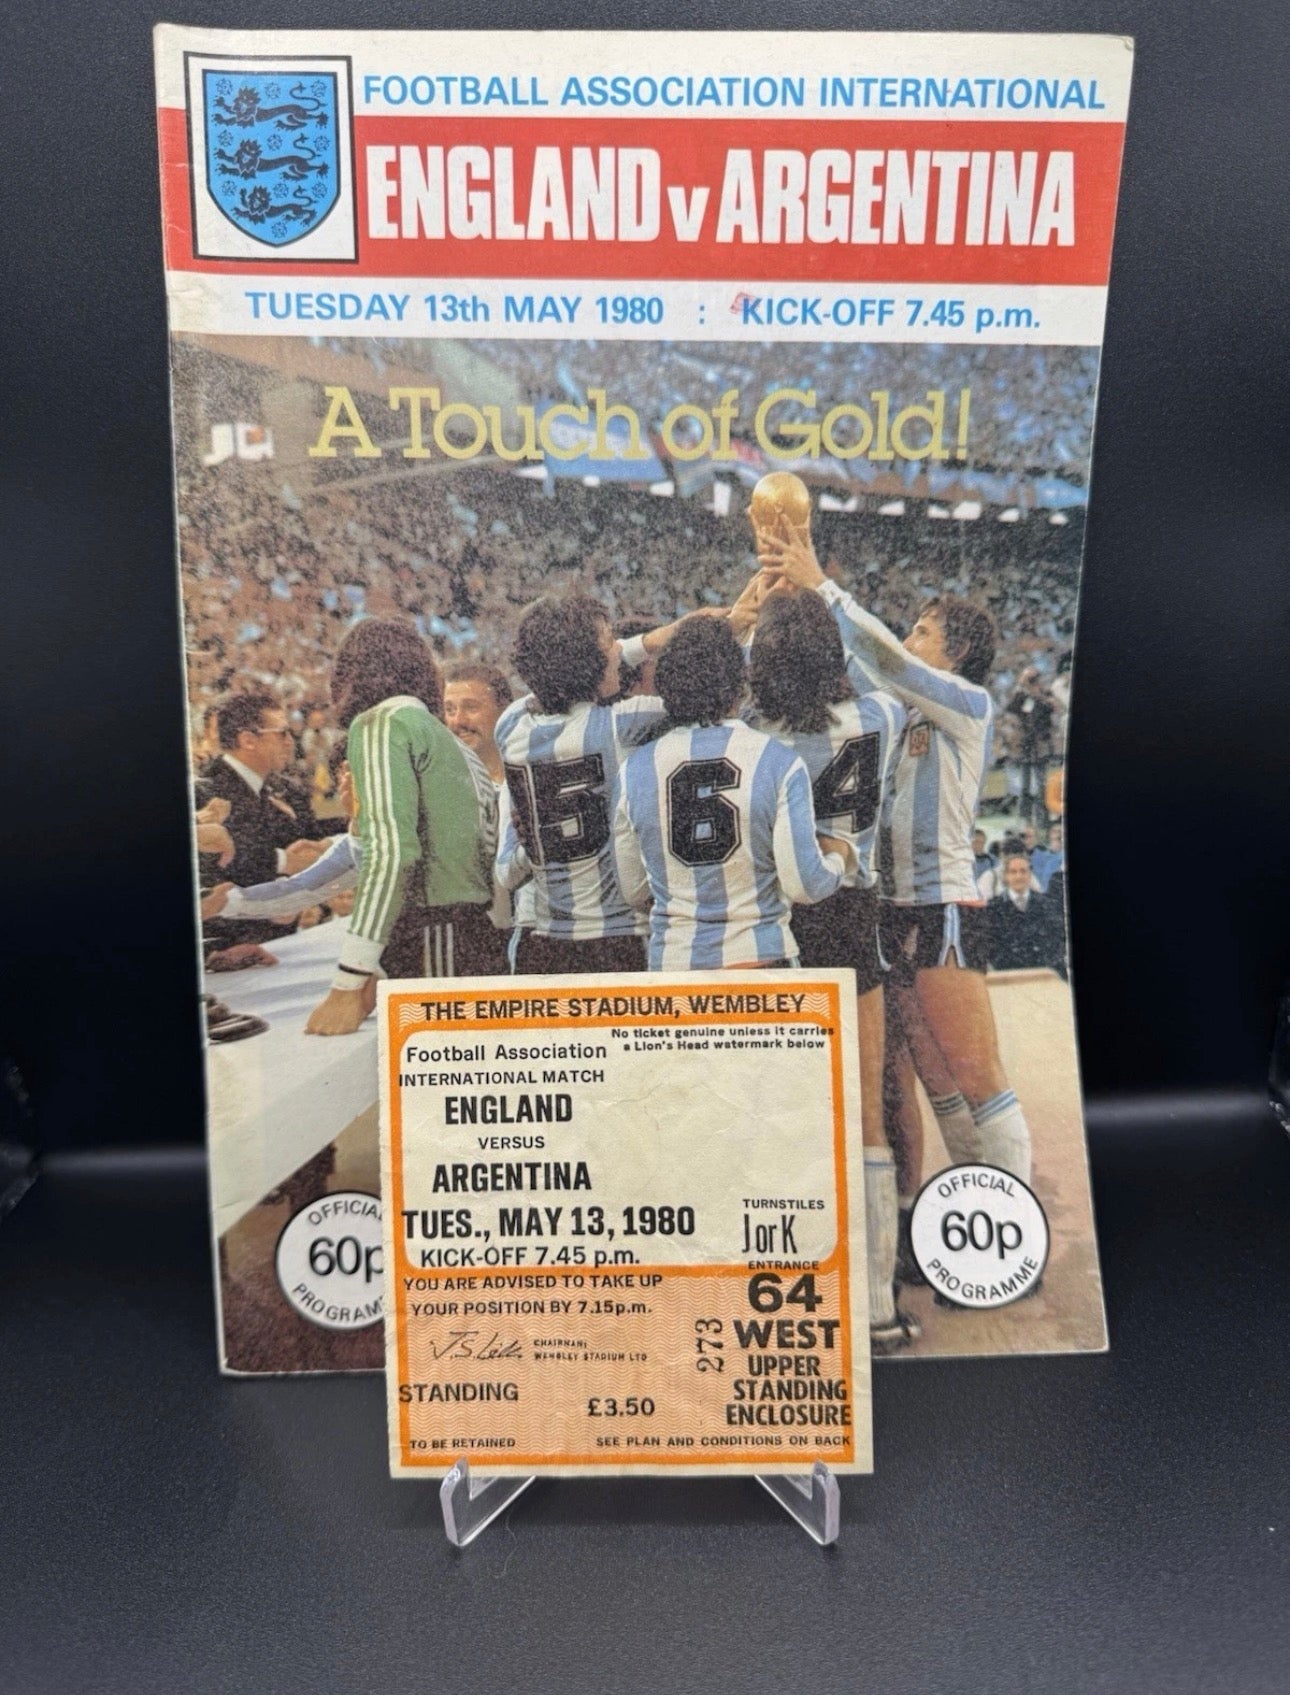 FOOTBALL ASSOCIATION INTERNATIONAL
ENGLAND v ARGENTINA
TUESDAY 13th MAY 1980 : KICK-OFF 7.45 p.m.
A Touch of Gold!
15
6
4
OFFICIAL
60p
PROGRAMME
OFFICIAL
60p
PROGRAMME
THE EMPIRE STADIUM, WEMBLEY
No ticket genuine unless it carries
a Lion's Head watermark below
Football Association
INTERNATIONAL MATCH
ENGLAND
VERSUS
ARGENTINA
TUES., MAY 13, 1980
KICK-OFF 7.45 p.m.
TURNSTILES
J or K
ENTRANCE
64
WEST
UPPER
STANDING
ENCLOSURE
273
YOU ARE ADVISED TO TAKE UP
YOUR POSITION BY 7.15p.m.
CHAIRMAN:
WEMBLEY STADIUM LTD
STANDING
£3.50
TO BE RETAINED
SEE PLAN AND CONDITIONS ON BACK